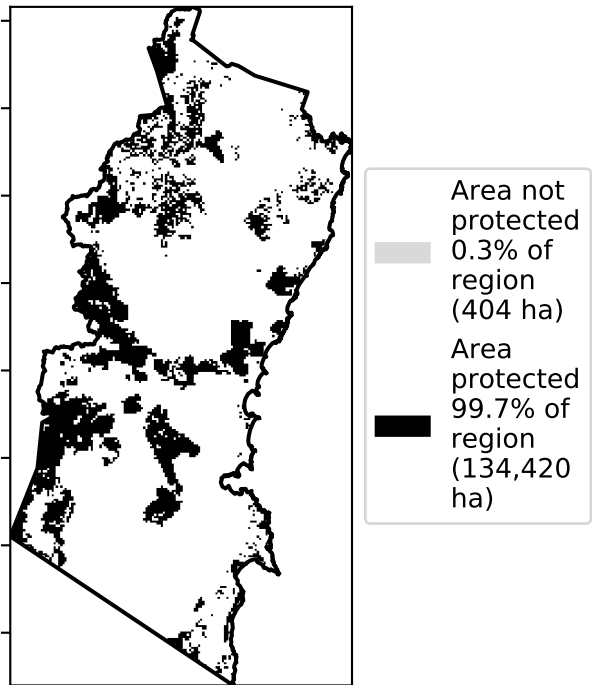 Area not
protected
0.3% of
region
(404 ha)
Area
protected
99.7% of
region
(134,420
ha)